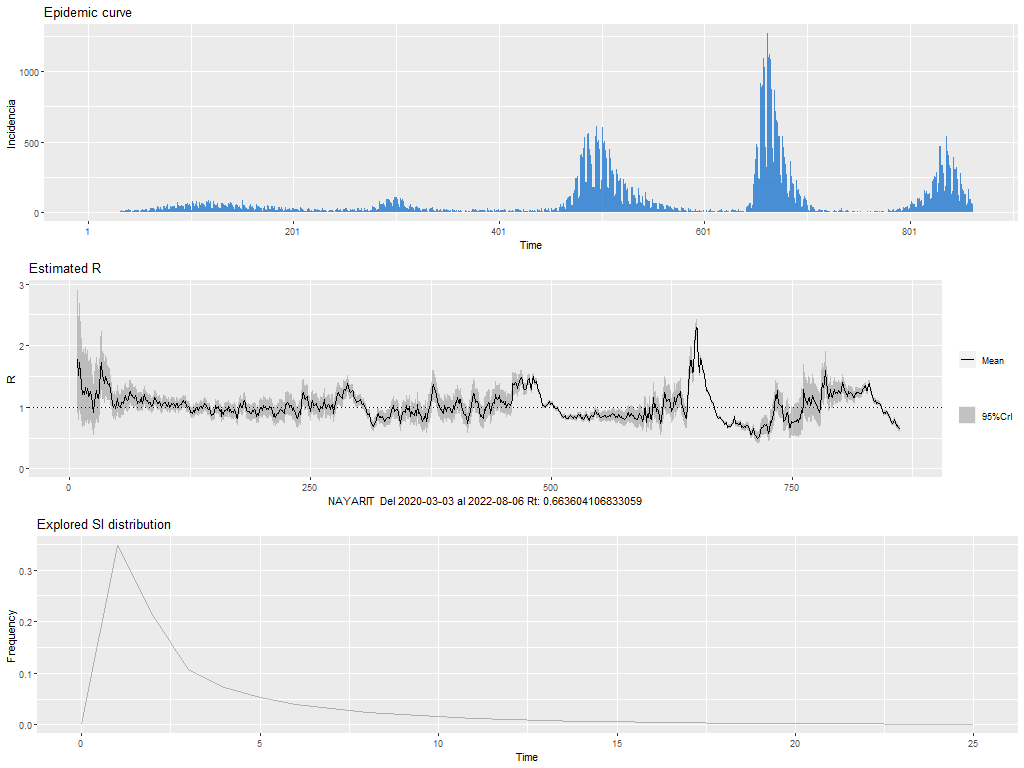 Epidemic curve
1000
500
0
Incidencia
1 201 401 601 801
Time
Estimated R
3
2
1
0
R
Mean
95%CrI
0 250 500 750
NAYARIT Del 2020-03-03 al 2022-08-06 Rt: 0.663604106833059
Explored SI distribution
0.3
0.2
0.1
0.0
Frequency
0 5 10 15 20 25
Time